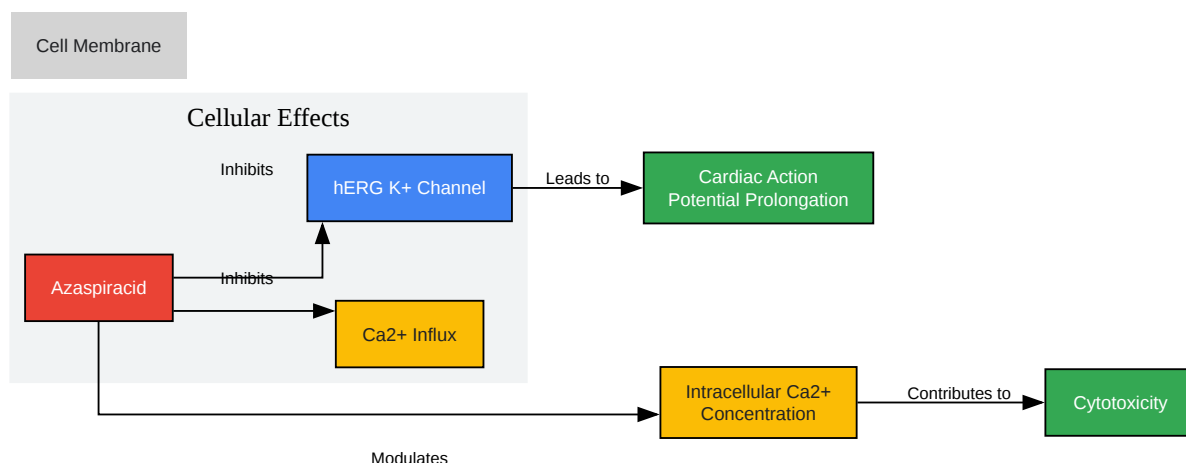 Cell Membrane
Cellular Effects
Inhibits
hERG K+ Channel
Leads to
Cardiac Action
Potential Prolongation
Azaspiracid
Inhibits
Ca2+ Influx
Intracellular Ca2+
Concentration
Contributes to
Cytotoxicity
Modulates